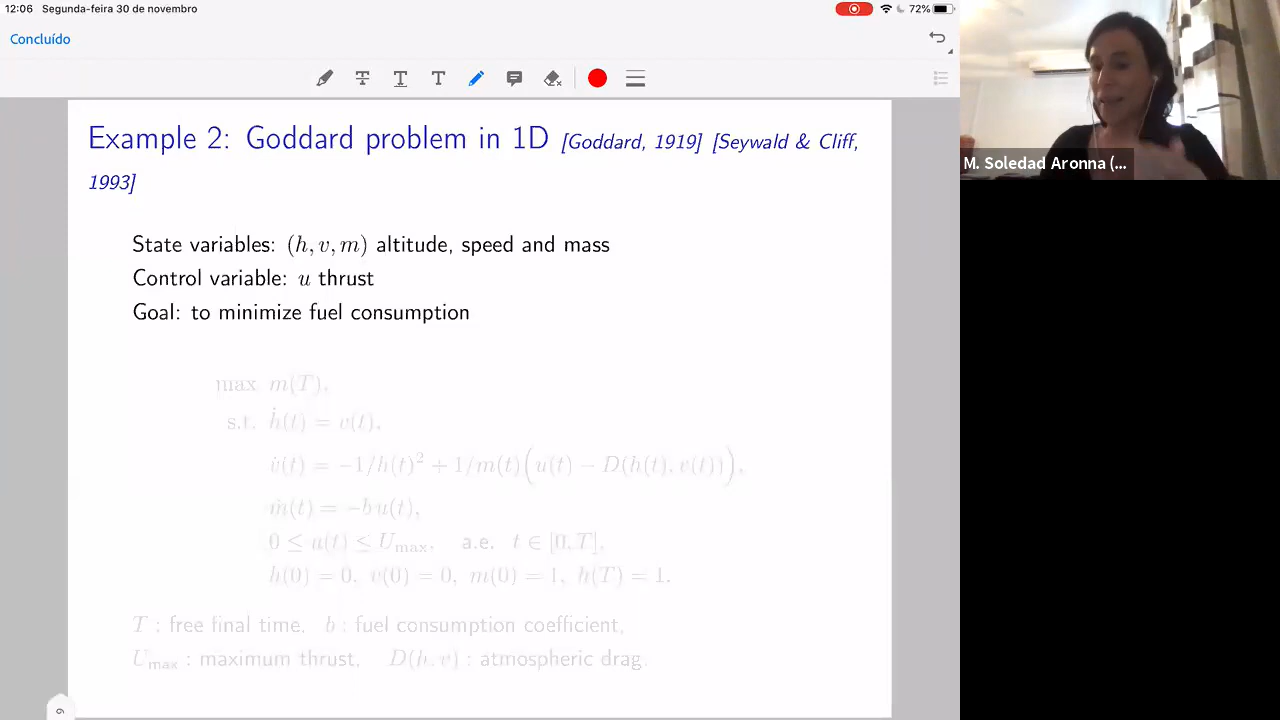 12:06 Segunda-feira 30 de novembro 72%
Concluído
T T T
Example 2: Goddard problem in 1D [Goddard, 1919] [Seywald & Cliff,
1993]
State variables: (h, v, m) altitude, speed and mass
Control variable: u thrust
Goal: to minimize fuel consumption
max m(T),
s.t. ḣ(t) = v(t),
v̇(t) = −1/h(t)² + 1/m(t)(u(t) − D(h(t), v(t))),
ṁ(t) = −b u(t),
0 ≤ u(t) ≤ Umax, a.e. t ∈ [0, T],
h(0) = 0, v(0) = 0, m(0) = 1, h(T) = 1.
T : free final time, b : fuel consumption coefficient,
Umax : maximum thrust, D(h, v) : atmospheric drag.
9
M. Soledad Aronna (...